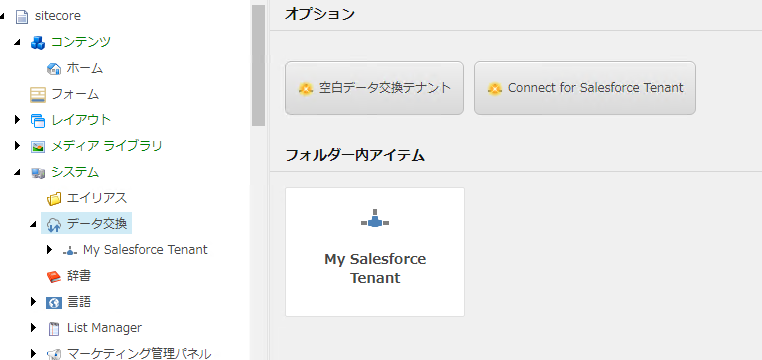 sitecore
コンテンツ
ホーム
フォーム
レイアウト
メディア ライブラリ
システム
エイリアス
データ交換
My Salesforce Tenant
辞書
言語
List Manager
マーケティング管理パネル
オプション
空白データ交換テナント
Connect for Salesforce Tenant
フォルダー内アイテム
My Salesforce
Tenant